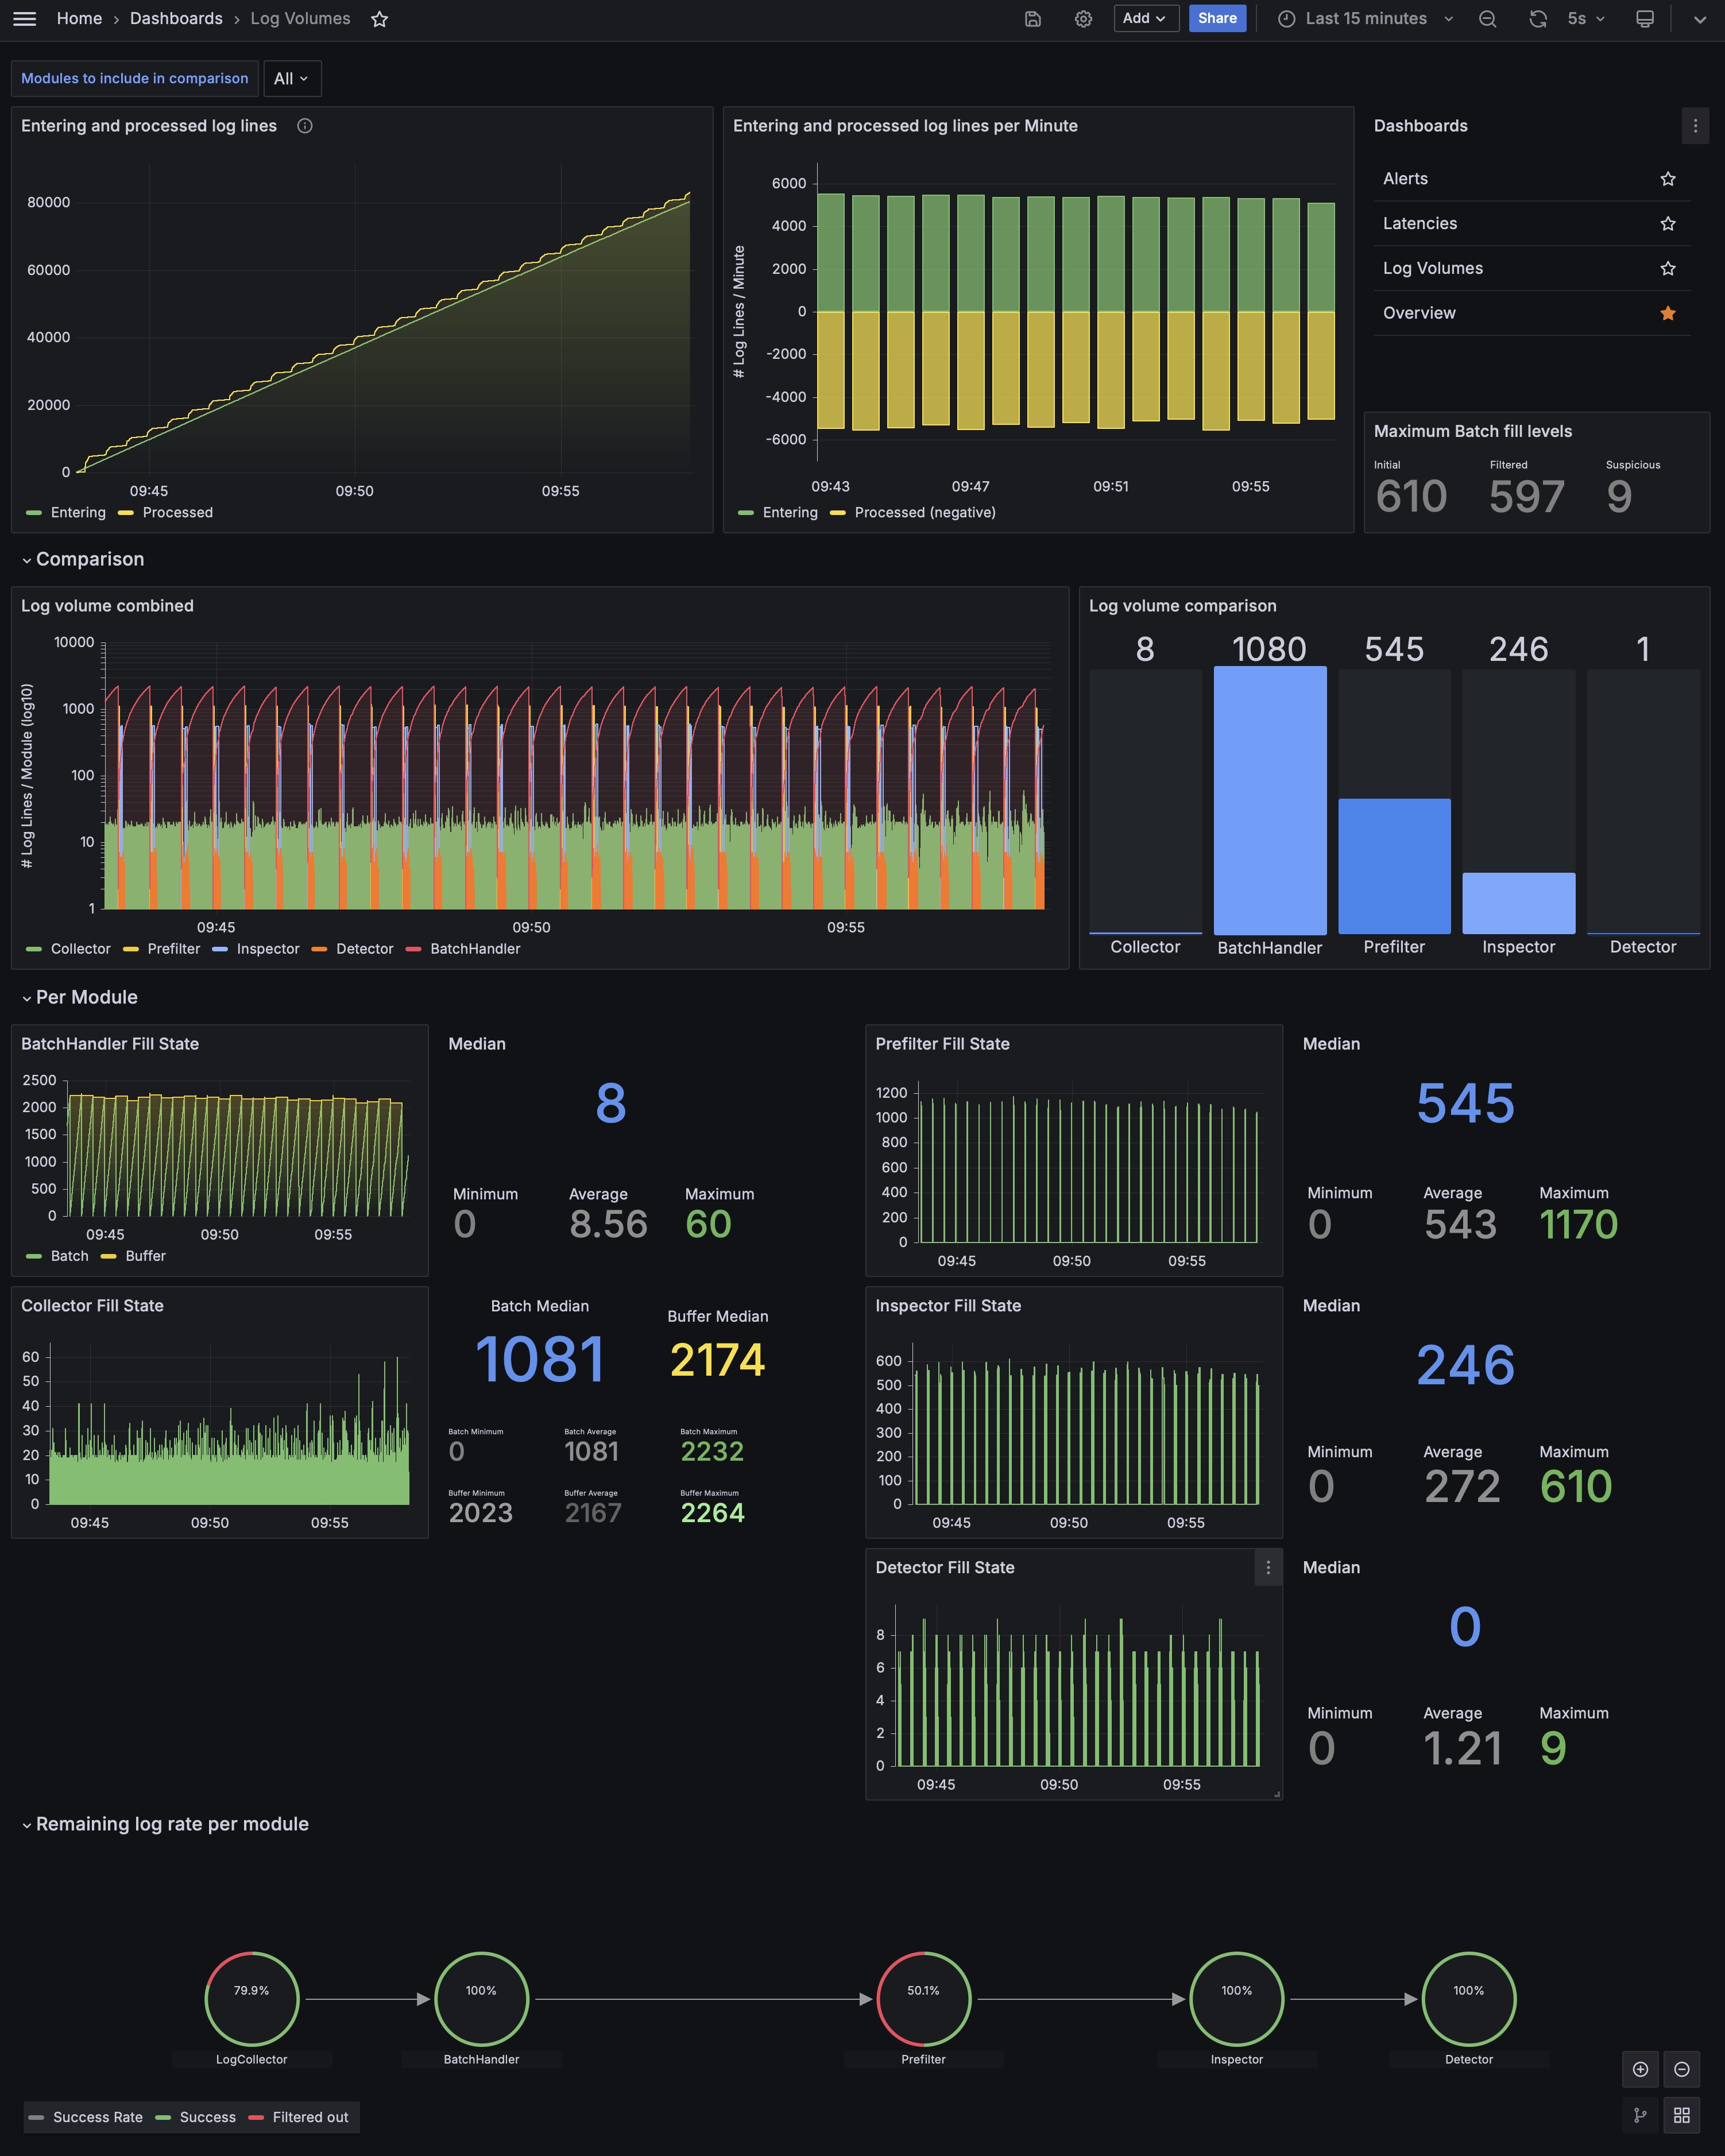 Home › Dashboards › Log Volumes
Add
Share
Last 15 minutes
5s
Modules to include in comparison
All
Entering and processed log lines
80000
60000
40000
20000
0
09:45 09:50 09:55
Entering Processed
Entering and processed log lines per Minute
# Log Lines / Minute
6000
4000
2000
0
-2000
-4000
-6000
09:43 09:47 09:51 09:55
Entering Processed (negative)
Dashboards
Alerts
Latencies
Log Volumes
Overview
Maximum Batch fill levels
Initial Filtered Suspicious
610 597 9
Comparison
Log volume combined
# Log Lines / Module (log10)
10000
1000
100
10
1
09:45 09:50 09:55
Collector Prefilter Inspector Detector BatchHandler
Log volume comparison
8 1080 545 246 1
Collector BatchHandler Prefilter Inspector Detector
Per Module
BatchHandler Fill State
2500
2000
1500
1000
500
0
09:45 09:50 09:55
Batch Buffer
Median
8
Minimum Average Maximum
0 8.56 60
Prefilter Fill State
1200
1000
800
600
400
200
0
09:45 09:50 09:55
Median
545
Minimum Average Maximum
0 543 1170
Collector Fill State
60
50
40
30
20
10
0
09:45 09:50 09:55
Batch Median Buffer Median
1081 2174
Batch Minimum Batch Average Batch Maximum
0 1081 2232
Buffer Minimum Buffer Average Buffer Maximum
2023 2167 2264
Inspector Fill State
600
500
400
300
200
100
0
09:45 09:50 09:55
Median
246
Minimum Average Maximum
0 272 610
Detector Fill State
8
6
4
2
0
09:45 09:50 09:55
Median
0
Minimum Average Maximum
0 1.21 9
Remaining log rate per module
79.9% 100% 50.1% 100% 100%
LogCollector BatchHandler Prefilter Inspector Detector
Success Rate Success Filtered out